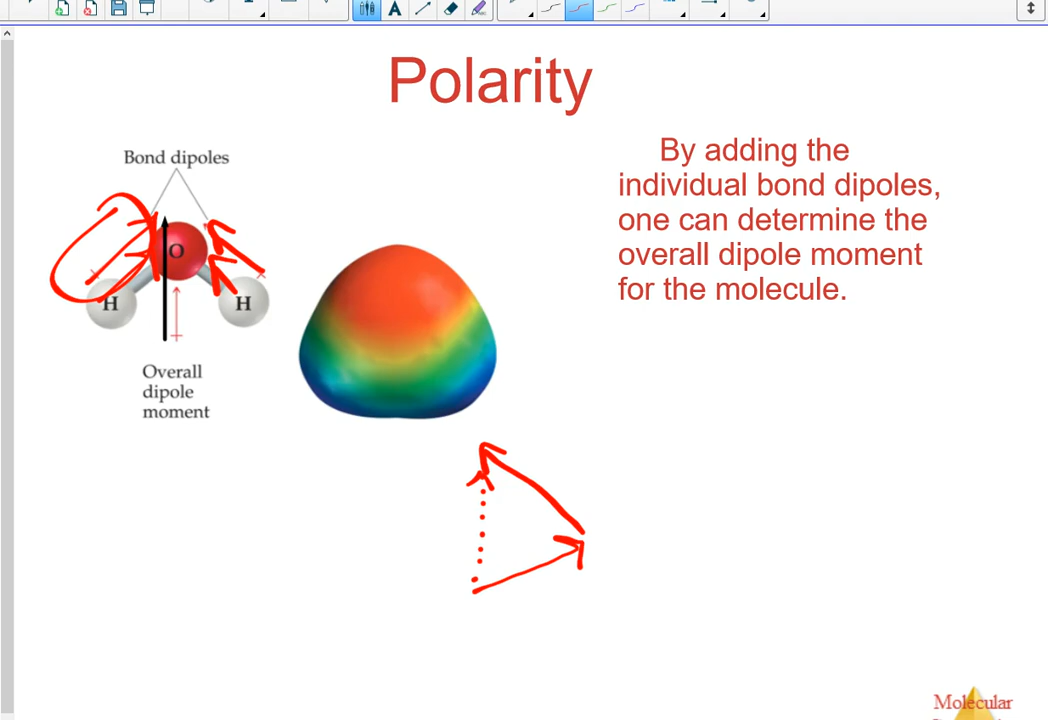 Polarity
Bond dipoles
By adding the
individual bond dipoles,
one can determine the
overall dipole moment
for the molecule.
O
H
H
Overall
dipole
moment
Molecular